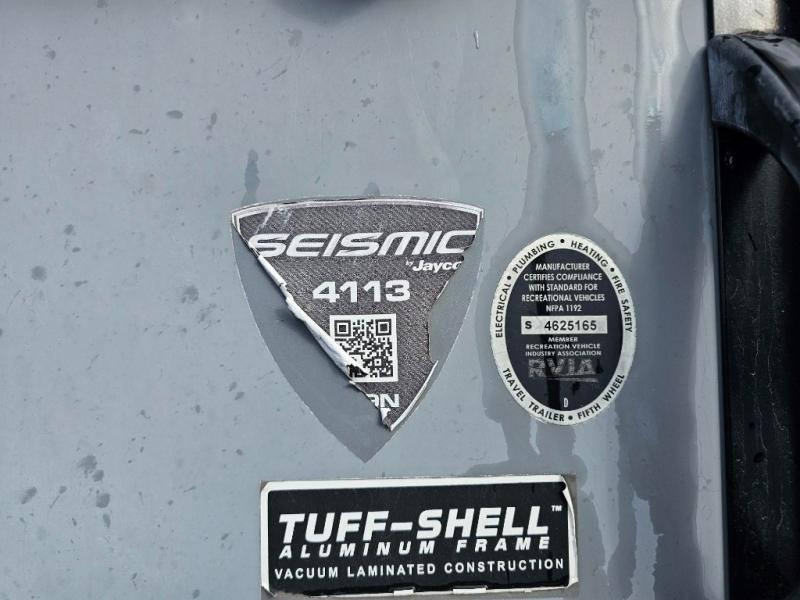 SEISMIC
by Jayco
4113
ELECTRICAL • PLUMBING • HEATING • FIRE SAFETY
MANUFACTURER
CERTIFIES COMPLIANCE
WITH STANDARD FOR
RECREATIONAL VEHICLES
NFPA 1192
S 4625165
MEMBER
RECREATION VEHICLE
INDUSTRY ASSOCIATION
RVIA
D
TRAVEL TRAILER • FIFTH WHEEL
TUFF-SHELL™
ALUMINUM FRAME
VACUUM LAMINATED CONSTRUCTION